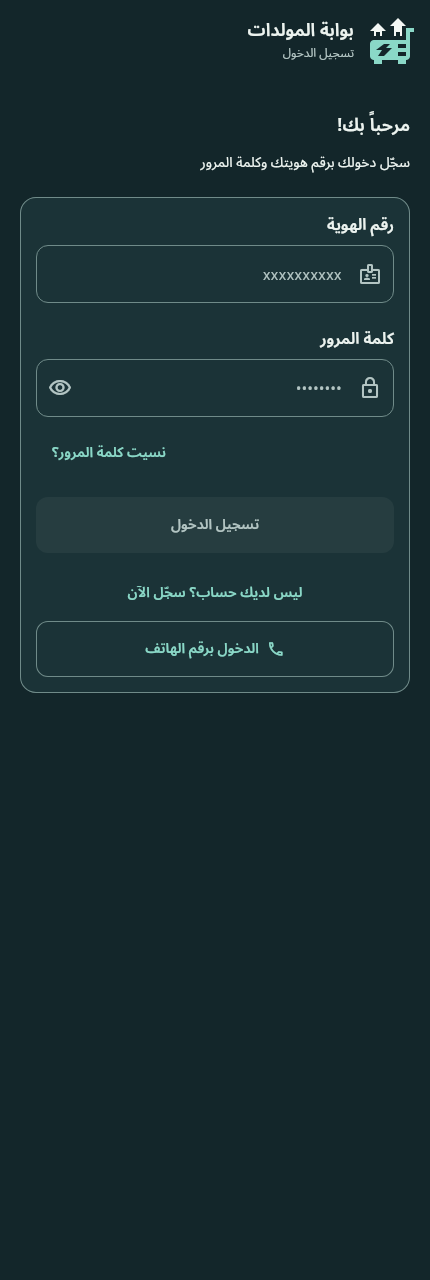 بوابة المولدات
تسجيل الدخول
مرحباً بك!
سجّل دخولك برقم هويتك وكلمة المرور
رقم الهوية
xxxxxxxxxx
كلمة المرور
••••••••
نسيت كلمة المرور؟
تسجيل الدخول
ليس لديك حساب؟ سجّل الآن
الدخول برقم الهاتف